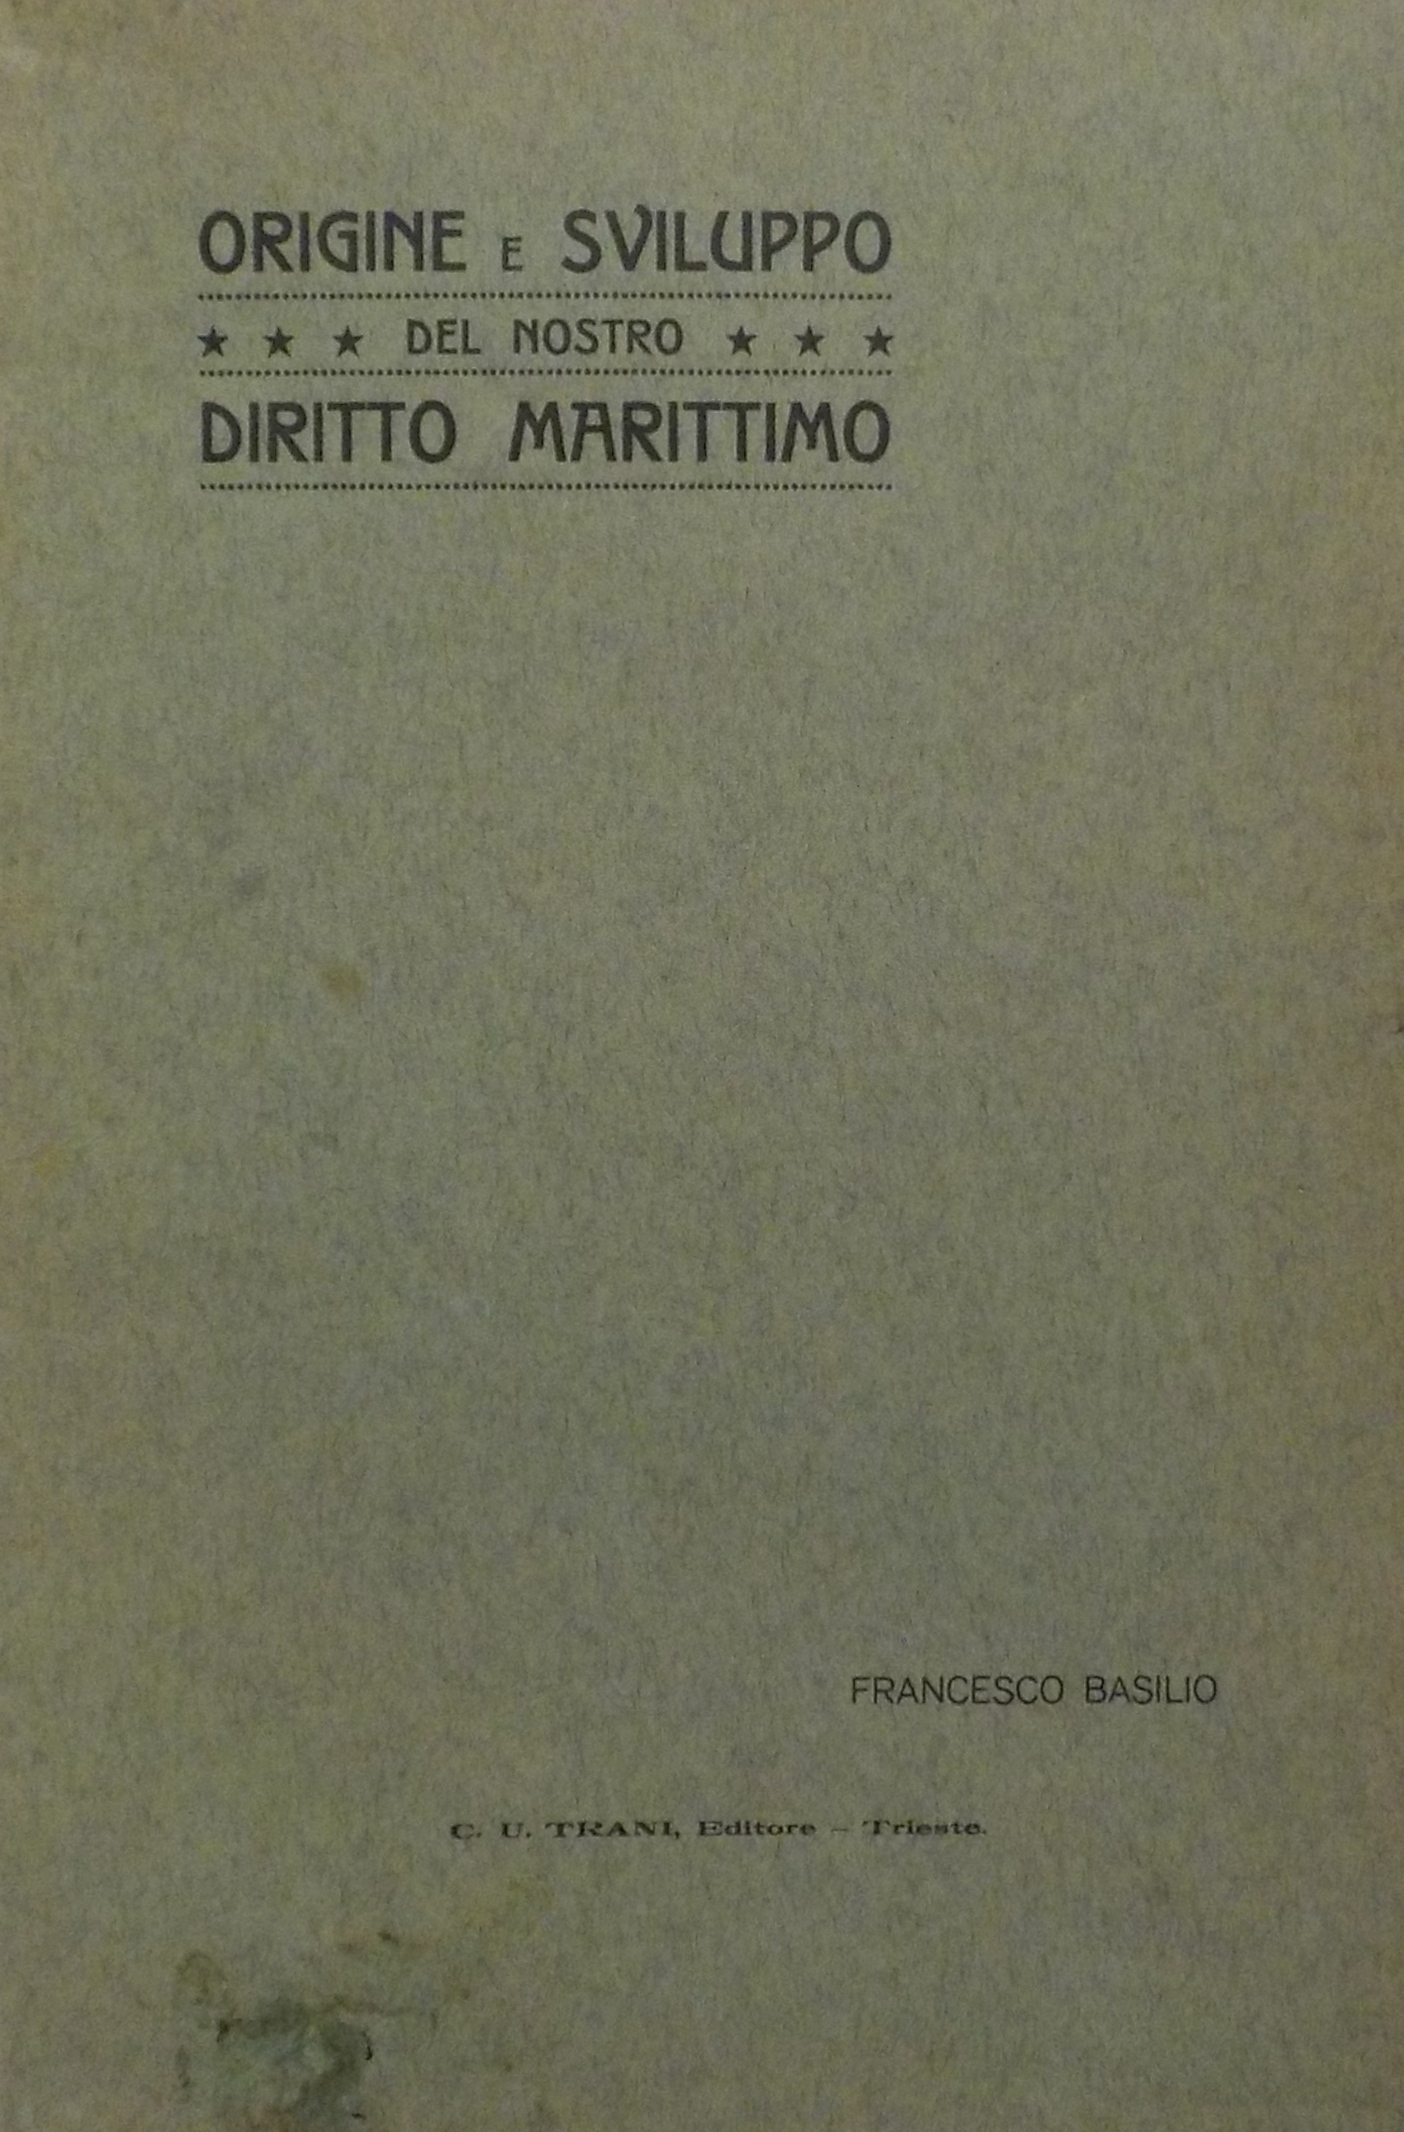 ORIGINE E SVILUPPO
★ ★ ★ DEL NOSTRO ★ ★ ★
DIRITTO MARITTIMO
FRANCESCO BASILIO
C. U. TRANI, Editore – Trieste.